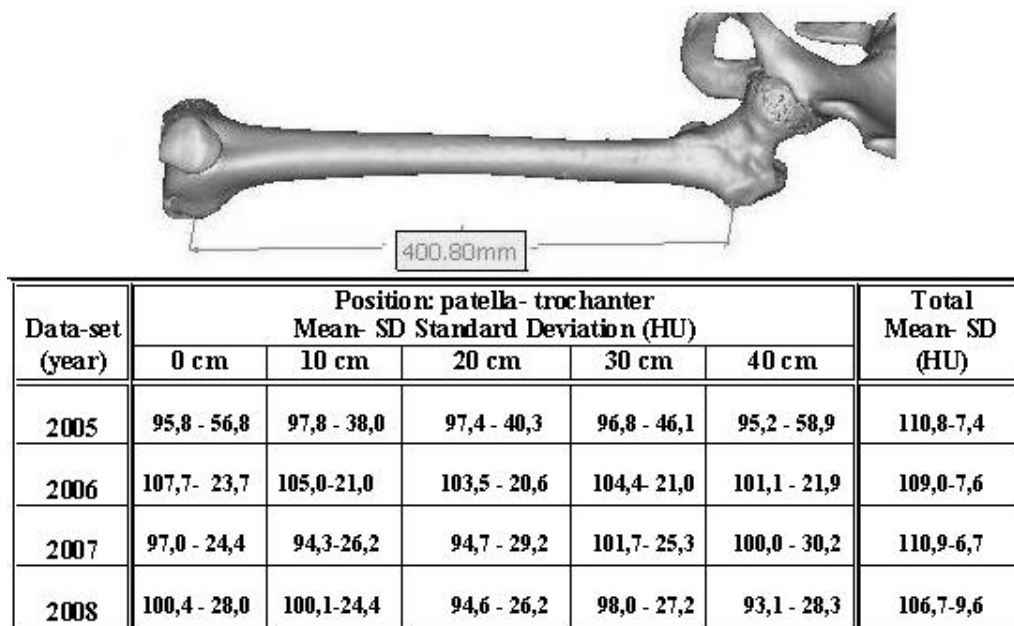 400.80mm
Data-set (year) Position: patella- trochanter Mean- SD Standard Deviation (HU) Total Mean- SD (HU)
0 cm 10 cm 20 cm 30 cm 40 cm
2005 95,8 - 56,8 97,8 - 38,0 97,4 - 40,3 96,8 - 46,1 95,2 - 58,9 110,8-7,4
2006 107,7- 23,7 105,0-21,0 103,5 - 20,6 104,4- 21,0 101,1 - 21,9 109,0-7,6
2007 97,0 - 24,4 94,3-26,2 94,7 - 29,2 101,7- 25,3 100,0 - 30,2 110,9-6,7
2008 100,4 - 28,0 100,1-24,4 94,6 - 26,2 98,0 - 27,2 93,1 - 28,3 106,7-9,6